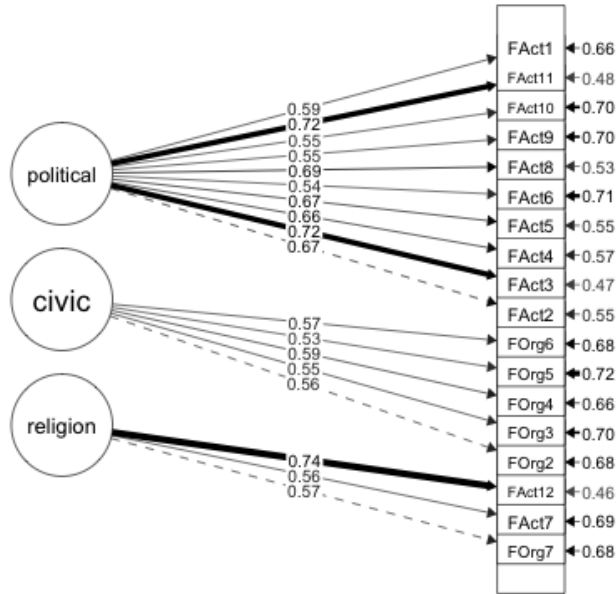 political
civic
religion
0.59
0.72
0.55
0.55
0.69
0.54
0.67
0.66
0.72
0.67
0.57
0.53
0.59
0.55
0.56
0.74
0.56
0.57
FAct1 0.66
FAct11 0.48
FAct10 0.70
FAct9 0.70
FAct8 0.53
FAct6 0.71
FAct5 0.55
FAct4 0.57
FAct3 0.47
FAct2 0.55
FOrg6 0.68
FOrg5 0.72
FOrg4 0.66
FOrg3 0.70
FOrg2 0.68
FAct12 0.46
FAct7 0.69
FOrg7 0.68